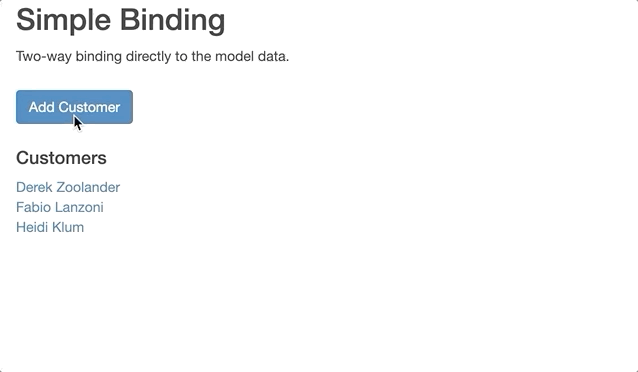 Simple Binding
Two-way binding directly to the model data.
Add Customer
Customers
Derek Zoolander
Fabio Lanzoni
Heidi Klum